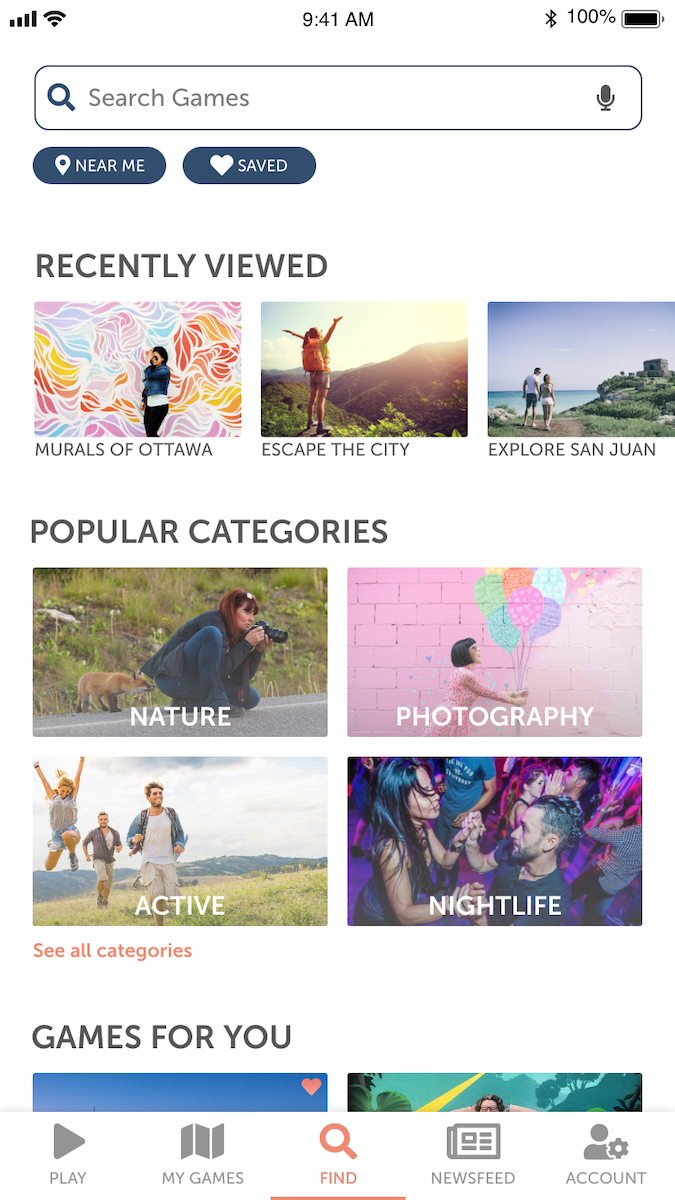 9:41 AM
100%
Search Games
NEAR ME
SAVED
RECENTLY VIEWED
MURALS OF OTTAWA
ESCAPE THE CITY
EXPLORE SAN JUAN
POPULAR CATEGORIES
NATURE
PHOTOGRAPHY
ACTIVE
NIGHTLIFE
See all categories
GAMES FOR YOU
PLAY
MY GAMES
FIND
NEWSFEED
ACCOUNT